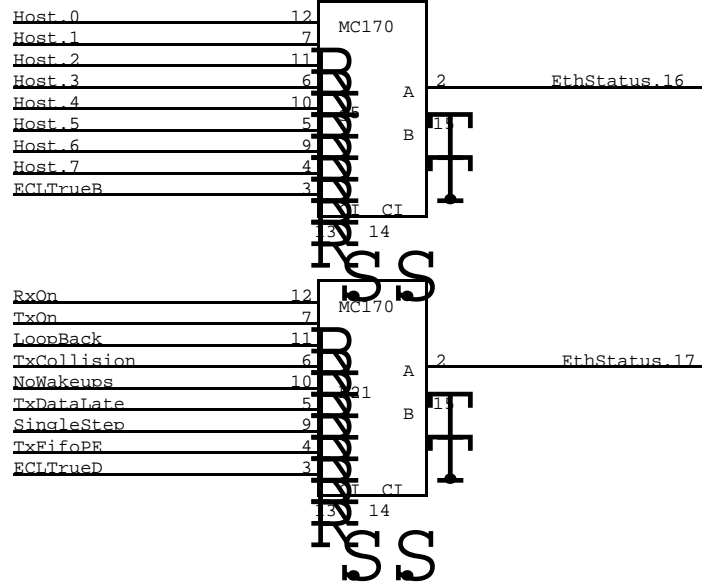 Host.0 12 MC170
Host.1 7
Host.2 11
Host.3 6 A 2 EthStatus.16
Host.4 10
Host.5 5 B 15
Host.6 9
Host.7 4
ECLTrueB 3
CI CI
13 14
S S
RxOn 12 MC170
TxOn 7
LoopBack 11
TxCollision 6 A 2 EthStatus.17
NoWakeups 10
TxDataLate 5 B 15
SingleStep 9
TxFifoPE 4
ECLTrueD 3
CI CI
13 14
S S